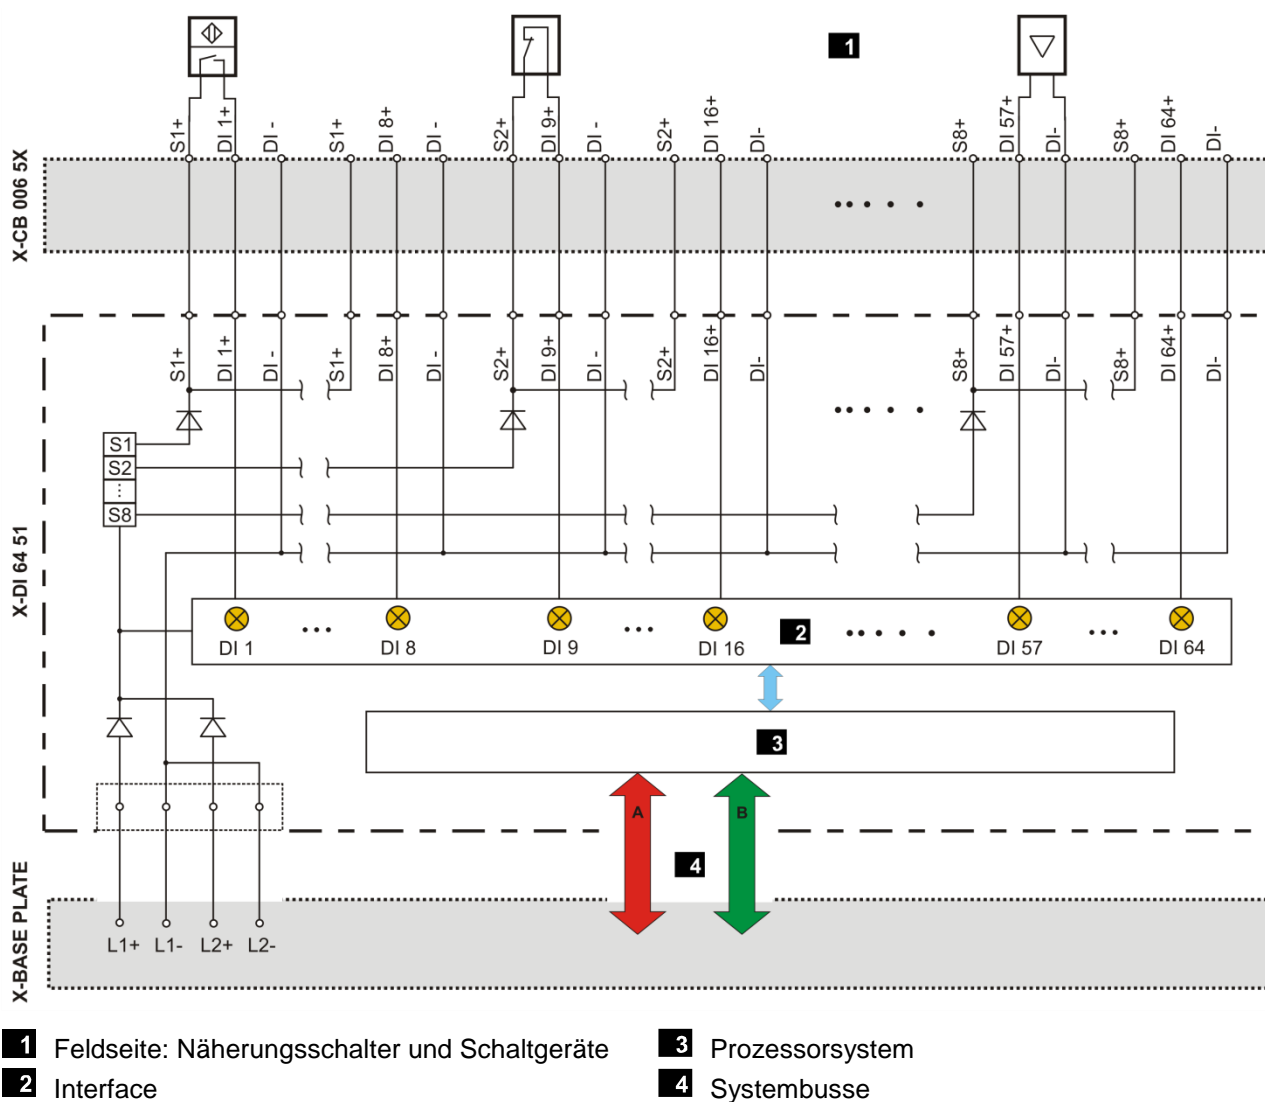 1
S1+ DI 1+ DI - S1+ DI 8+ DI - S2+ DI 9+ DI - S2+ DI 16+ DI- S8+ DI 57+ DI- S8+ DI 64+ DI-
X-CB 006 5X
S1+ DI 1+ DI - S1+ DI 8+ DI - S2+ DI 9+ DI - S2+ DI 16+ DI- S8+ DI 57+ DI- S8+ DI 64+ DI-
S1
S2
S8
X-DI 64 51
DI 1 ... DI 8 DI 9 ... DI 16 2 DI 57 ... DI 64
3
A B
4
X-BASE PLATE
L1+ L1- L2+ L2-
1 Feldseite: Näherungsschalter und Schaltgeräte
2 Interface
3 Prozessorsystem
4 Systembusse